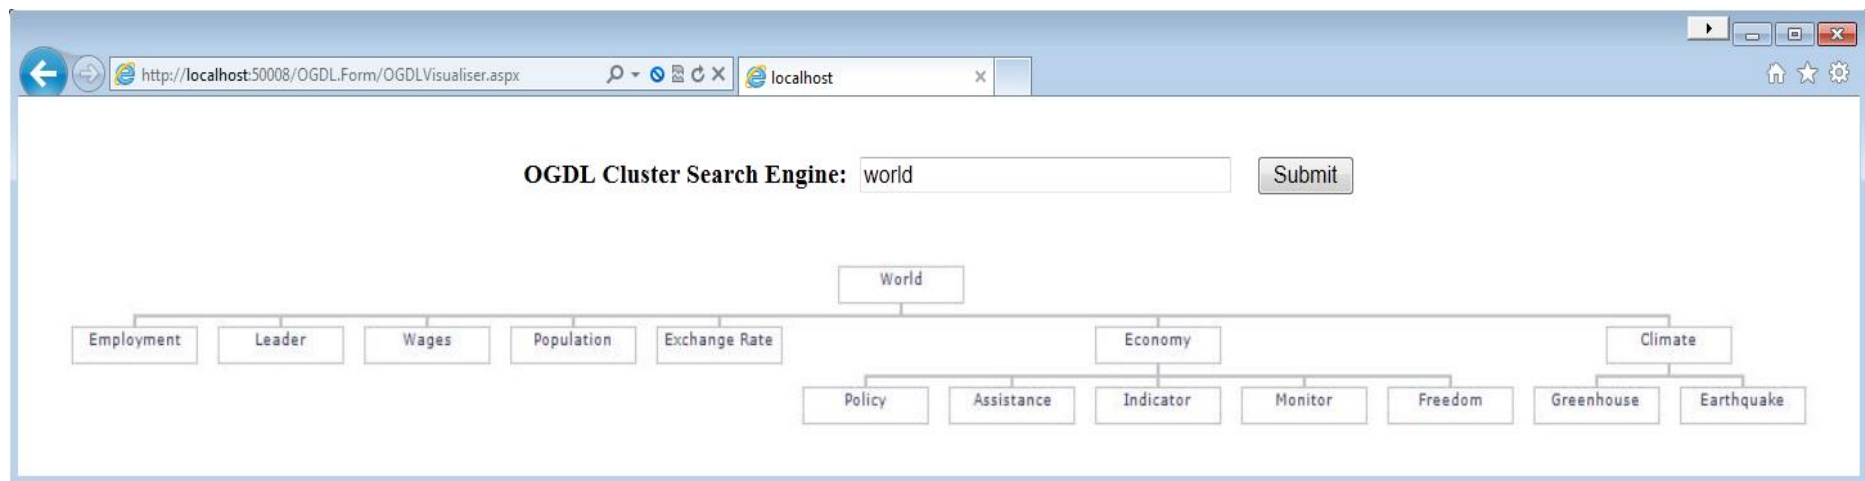 http://localhost:50008/OGDL.Form/OGDLVisualiser.aspx localhost
OGDL Cluster Search Engine: world Submit
World
Employment Leader Wages Population Exchange Rate Economy Climate
Policy Assistance Indicator Monitor Freedom Greenhouse Earthquake